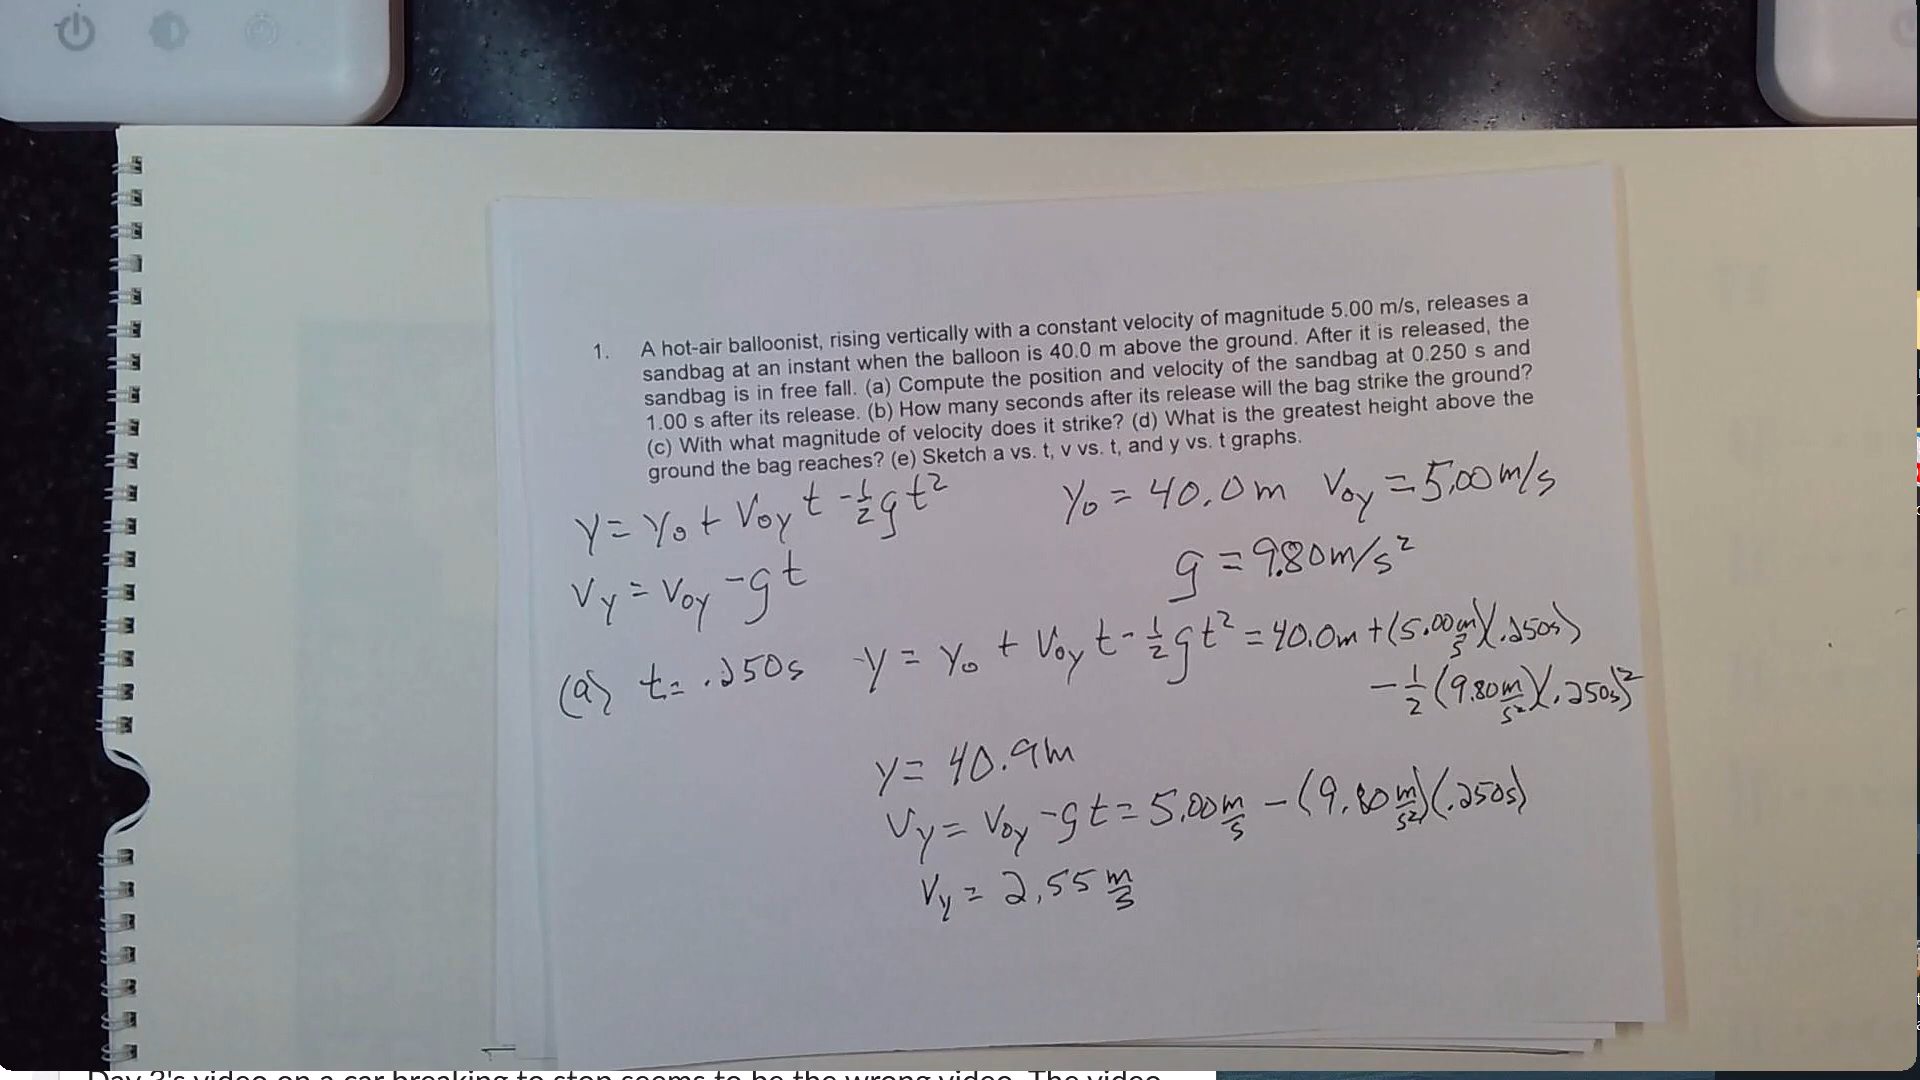 1. A hot-air balloonist, rising vertically with a constant velocity of magnitude 5.00 m/s, releases a
sandbag at an instant when the balloon is 40.0 m above the ground. After it is released, the
sandbag is in free fall. (a) Compute the position and velocity of the sandbag at 0.250 s and
1.00 s after its release. (b) How many seconds after its release will the bag strike the ground?
(c) With what magnitude of velocity does it strike? (d) What is the greatest height above the
ground the bag reaches? (e) Sketch a vs. t, v vs. t, and y vs. t graphs.
y = y₀ + v₀y t - ½gt² y₀ = 40.0m v₀y = 5.00 m/s
vy = v₀y - gt g = 9.80 m/s²
(a) t = .250s y = y₀ + v₀y t - ½gt² = 40.0m + (5.00 m/s)(.250s)
- ½ (9.80 m/s²)(.250s)²
y = 40.9m
vy = v₀y - gt = 5.00 m/s - (9.80 m/s²)(.250s)
vy = 2.55 m/s